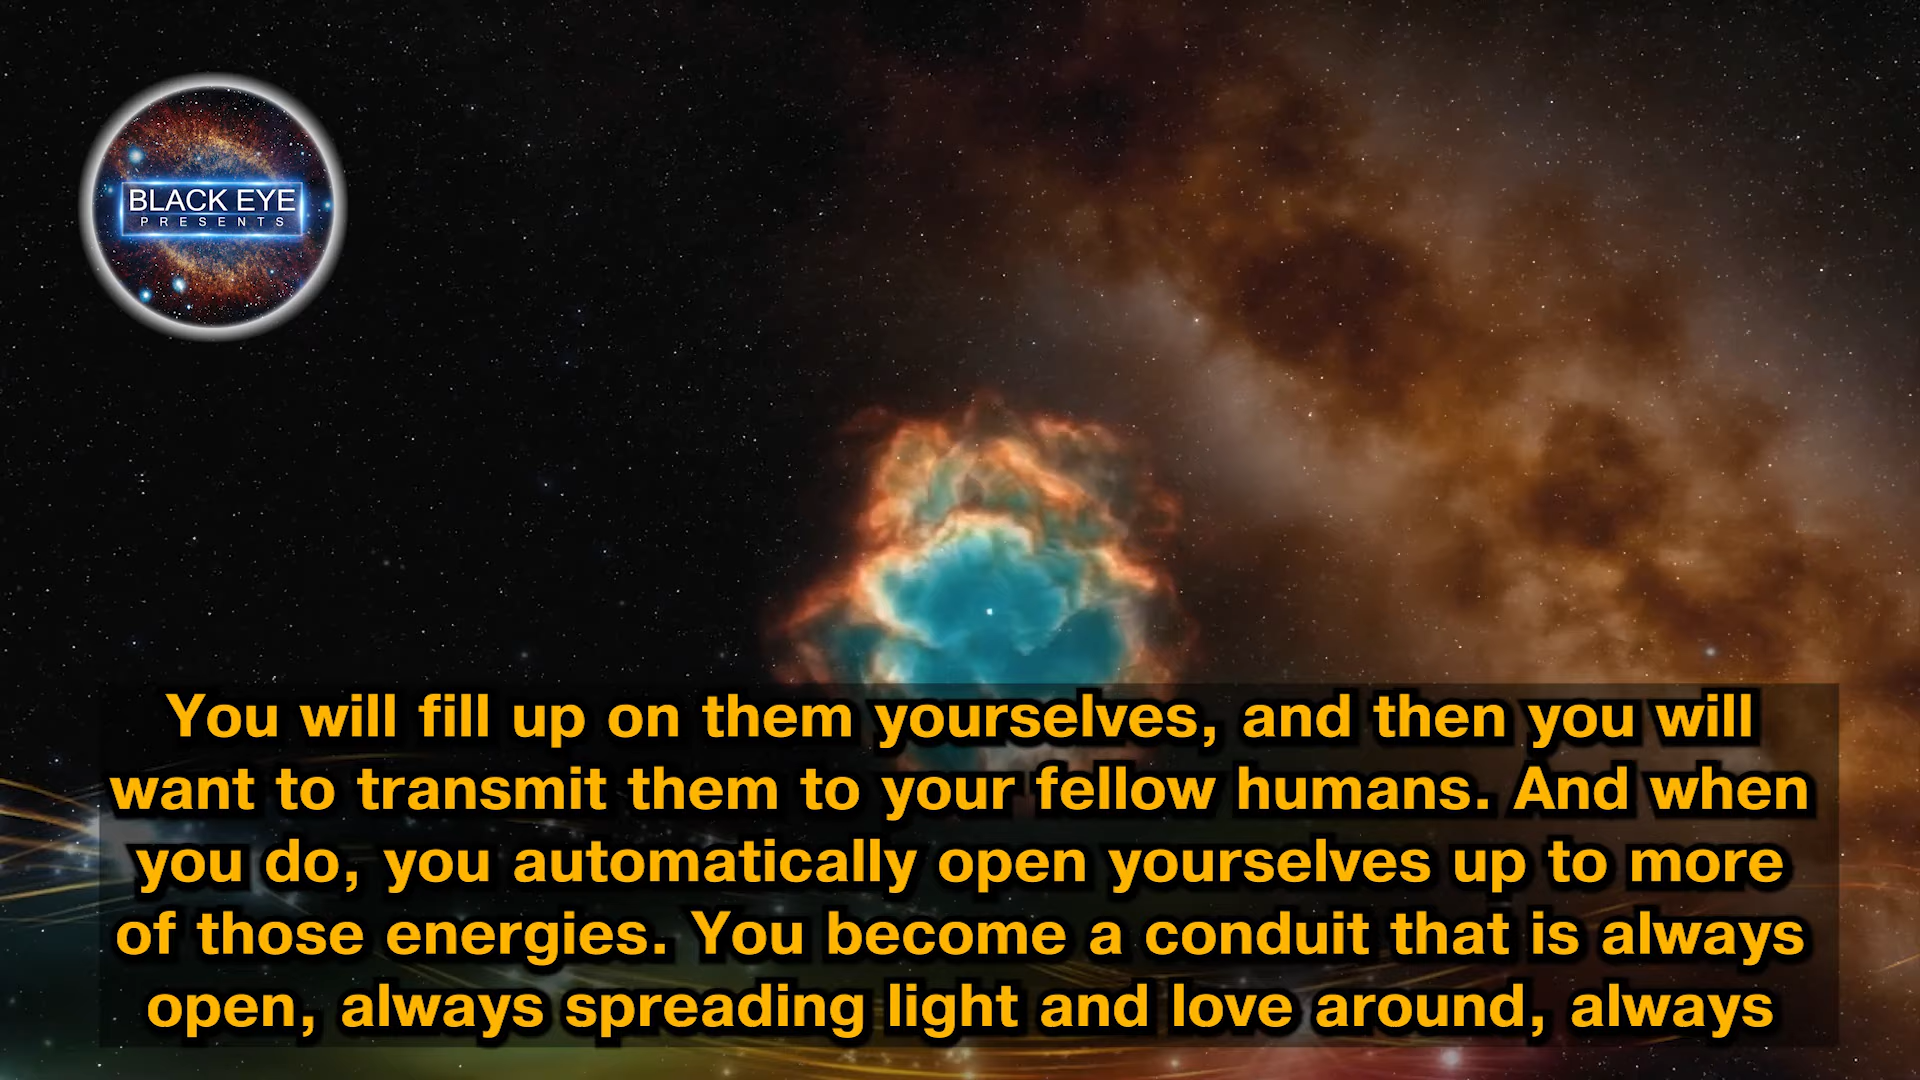 BLACK EYE
PRESENTS
You will fill up on them yourselves, and then you will
want to transmit them to your fellow humans. And when
you do, you automatically open yourselves up to more
of those energies. You become a conduit that is always
open, always spreading light and love around, always